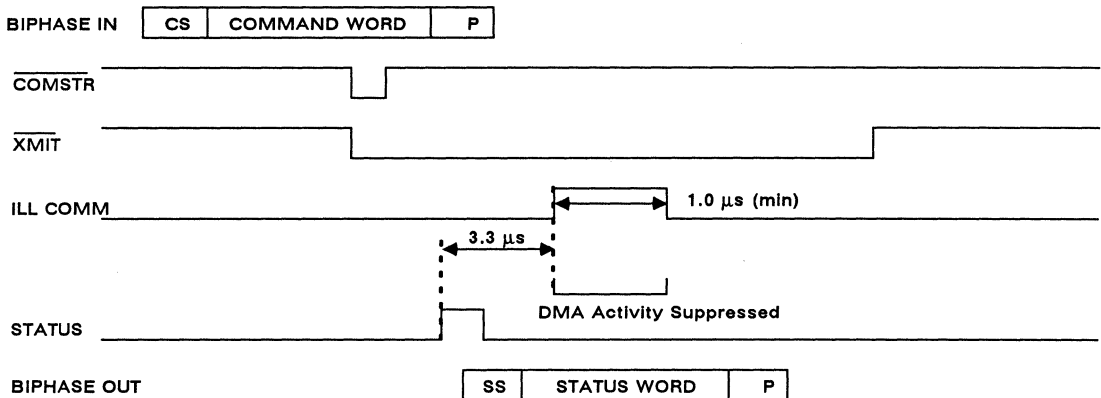 BIPHASE IN CS COMMAND WORD P
COMSTR
XMIT
ILL COMM 1.0 μs (min)
3.3 μs
DMA Activity Suppressed
STATUS
BIPHASE OUT SS STATUS WORD P